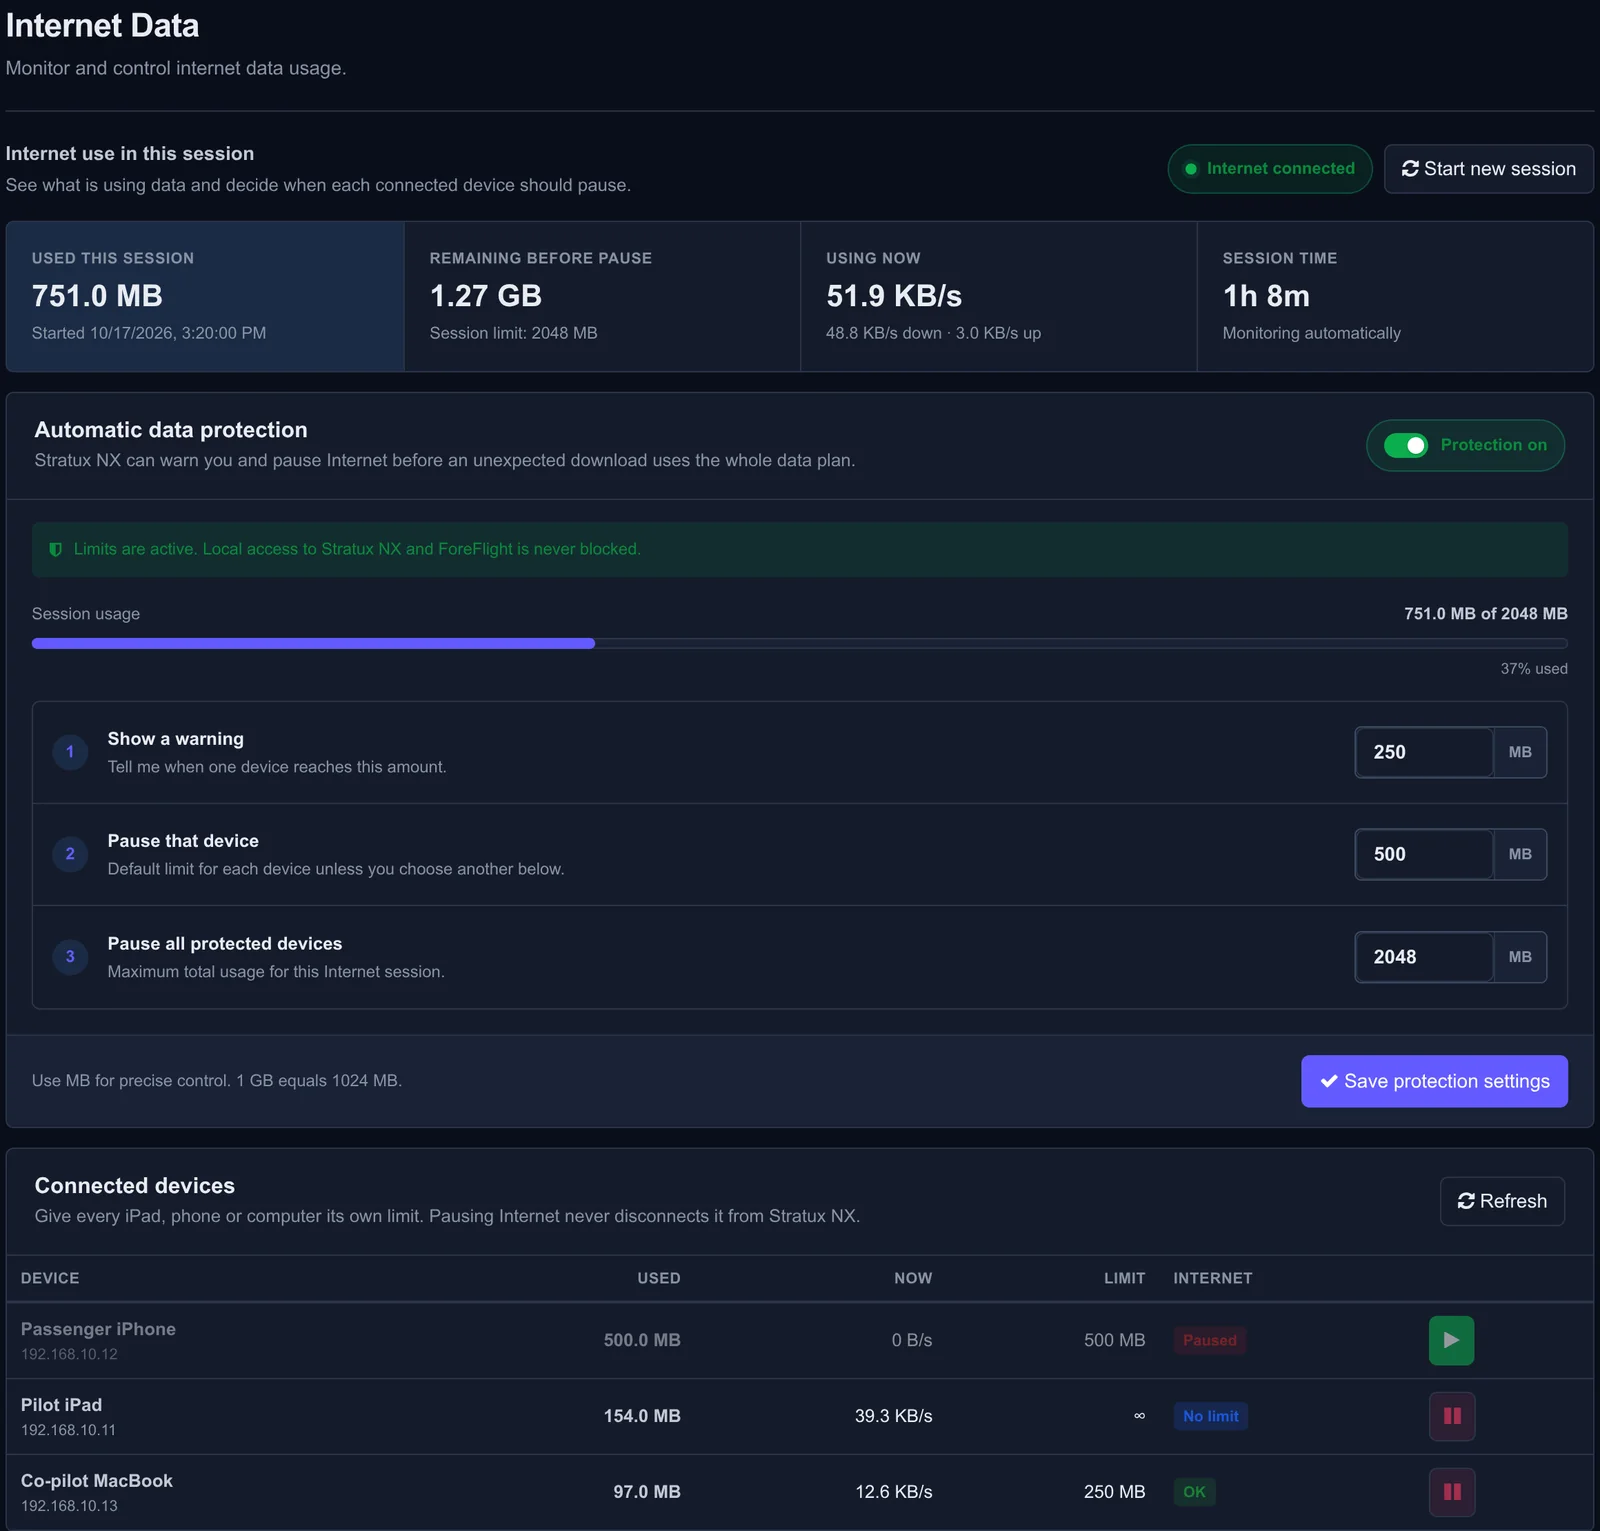 Internet Data
Monitor and control internet data usage.
Internet use in this session
See what is using data and decide when each connected device should pause.
Internet connected
Start new session
USED THIS SESSION
751.0 MB
Started 10/17/2026, 3:20:00 PM
REMAINING BEFORE PAUSE
1.27 GB
Session limit: 2048 MB
USING NOW
51.9 KB/s
48.8 KB/s down · 3.0 KB/s up
SESSION TIME
1h 8m
Monitoring automatically
Automatic data protection
Stratux NX can warn you and pause Internet before an unexpected download uses the whole data plan.
Protection on
Limits are active. Local access to Stratux NX and ForeFlight is never blocked.
Session usage
751.0 MB of 2048 MB
37% used
1
Show a warning
Tell me when one device reaches this amount.
250 MB
2
Pause that device
Default limit for each device unless you choose another below.
500 MB
3
Pause all protected devices
Maximum total usage for this Internet session.
2048 MB
Use MB for precise control. 1 GB equals 1024 MB.
Save protection settings
Connected devices
Give every iPad, phone or computer its own limit. Pausing Internet never disconnects it from Stratux NX.
Refresh
DEVICE USED NOW LIMIT INTERNET
Passenger iPhone
192.168.10.12
500.0 MB 0 B/s 500 MB Paused
Pilot iPad
192.168.10.11
154.0 MB 39.3 KB/s ∞ No limit
Co-pilot MacBook
192.168.10.13
97.0 MB 12.6 KB/s 250 MB OK